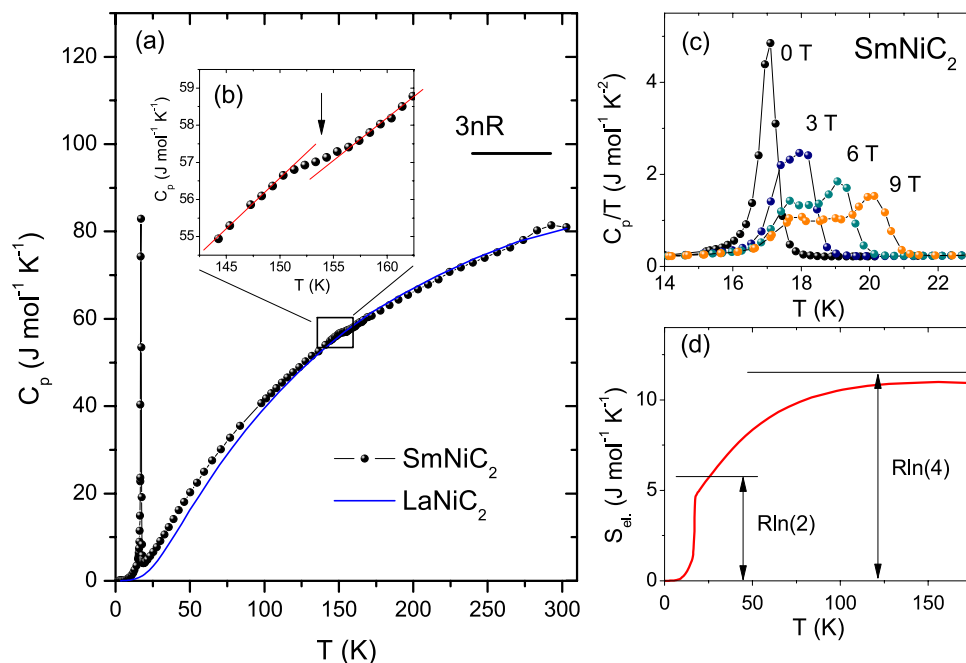 (a)
C_p (J mol⁻¹ K⁻¹)
120
100
80
60
40
20
0
0 50 100 150 200 250 300
T (K)
3nR
SmNiC₂
LaNiC₂
(b)
C_p (J mol⁻¹ K⁻¹)
59
58
57
56
55
145 150 155 160
T (K)
(c)
SmNiC₂
C_p/T (J mol⁻¹ K⁻²)
4
2
0
0 T
3 T
6 T
9 T
14 16 18 20 22
T (K)
(d)
S_el. (J mol⁻¹ K⁻¹)
10
5
0
Rln(2)
Rln(4)
0 50 100 150
T (K)